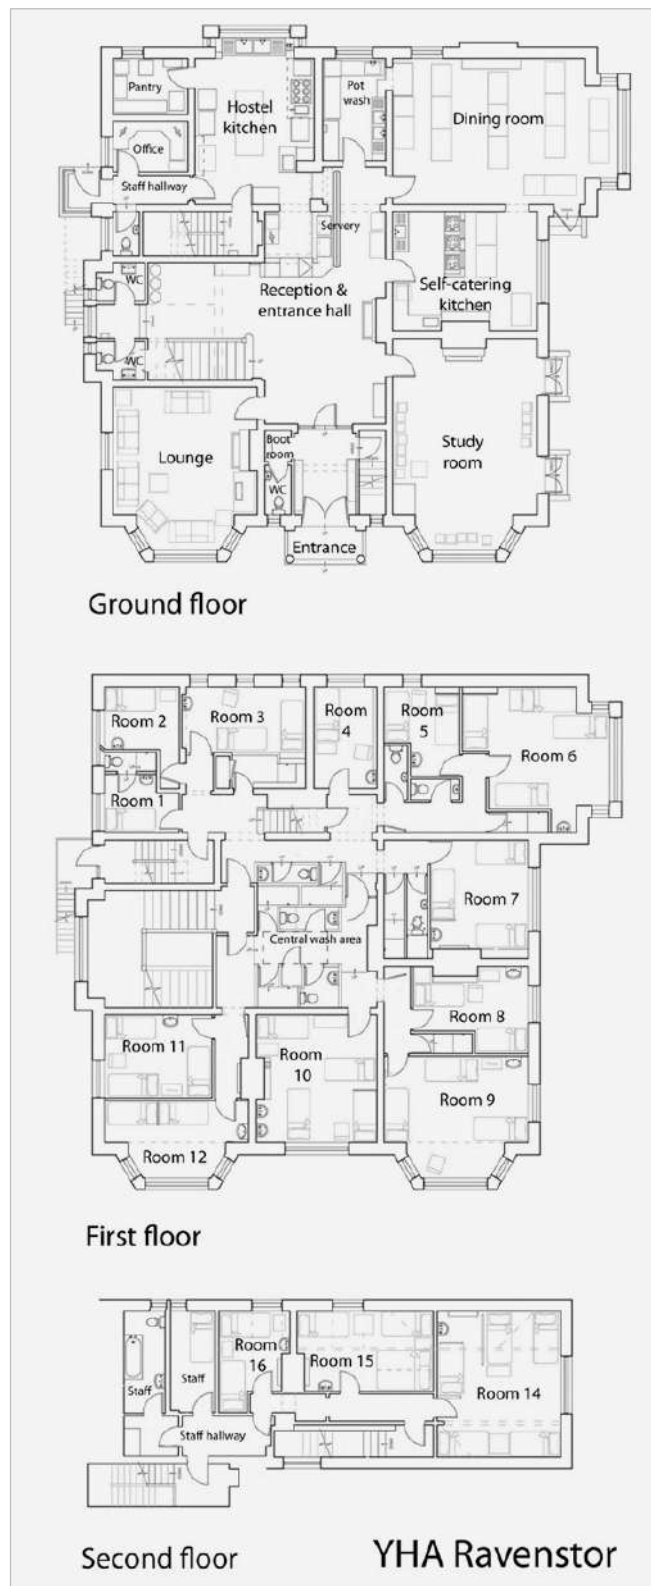 Pantry
Hostel
kitchen
Pot
wash
Dining room
Office
Staff hallway
Servery
WC
Reception &
entrance hall
Self-catering
kitchen
WC
Lounge
Boot
room
WC
Study
room
Entrance
Ground floor
Room 2
Room 3
Room
4
Room
5
Room 6
Room 1
Room 7
Central wash area
Room 8
Room 11
Room
10
Room 9
Room 12
First floor
Room
16
Room 15
Room 14
Staff
Staff
Staff hallway
Second floor
YHA Ravenstor